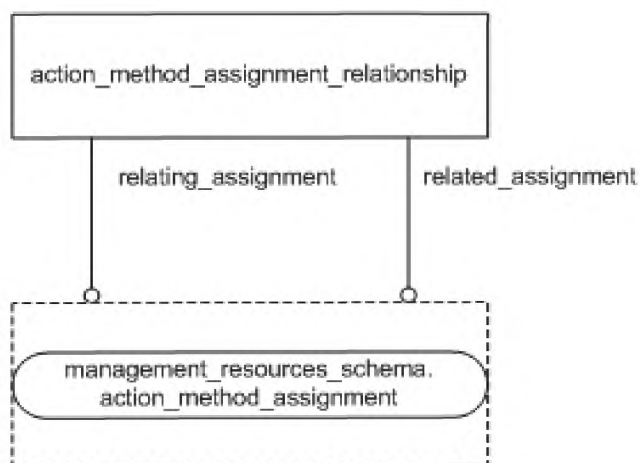 action_method_assignment_relationship
relating_assignment
related_assignment
management_resources_schema.
action_method_assignment